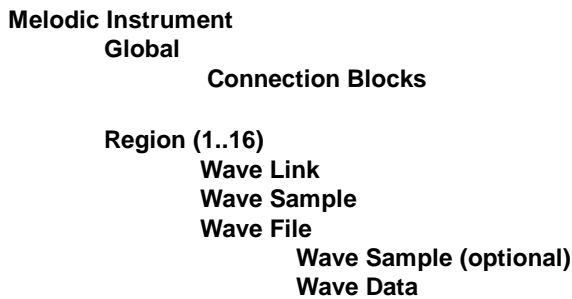 Melodic Instrument
Global
Connection Blocks
Region (1..16)
Wave Link
Wave Sample
Wave File
Wave Sample (optional)
Wave Data